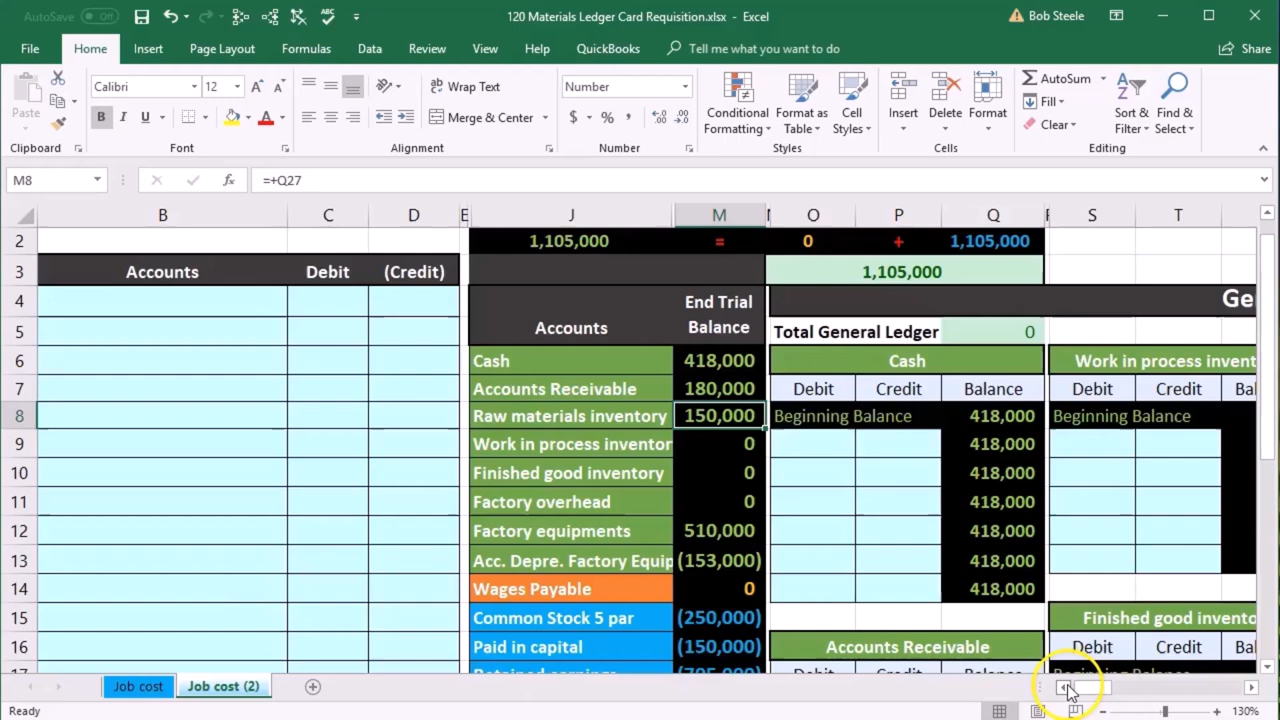 AutoSave Off 120 Materials Ledger Card Requisition.xlsx - Excel Bob Steele
File Home Insert Page Layout Formulas Data Review View Help QuickBooks Tell me what you want to do Share
Paste Calibri 12 Wrap Text Number Conditional Formatting Format as Table Cell Styles Insert Delete Format AutoSum Sort & Filter Find & Select
B I U A Merge & Center $ % Fill
Clear
Clipboard Font Alignment Number Styles Cells Editing
M8 fx =+Q27
B C D E J M O P Q S T
2 1,105,000 = 0 + 1,105,000
3 Accounts Debit (Credit) 1,105,000
4 Accounts End Trial Balance Ge
5 Total General Ledger 0
6 Cash 418,000 Cash Work in process invent
7 Accounts Receivable 180,000 Debit Credit Balance Debit Credit Bal
8 Raw materials inventory 150,000 Beginning Balance 418,000 Beginning Balance
9 Work in process inventor 0 418,000
10 Finished good inventory 0 418,000
11 Factory overhead 0 418,000
12 Factory equipments 510,000 418,000
13 Acc. Depre. Factory Equip (153,000) 418,000
14 Wages Payable 0 418,000
15 Common Stock 5 par (250,000) Finished good invento
16 Paid in capital (150,000) Accounts Receivable Debit Credit Bal
Debit Credit Balance
Job cost Job cost (2)
Ready 130%